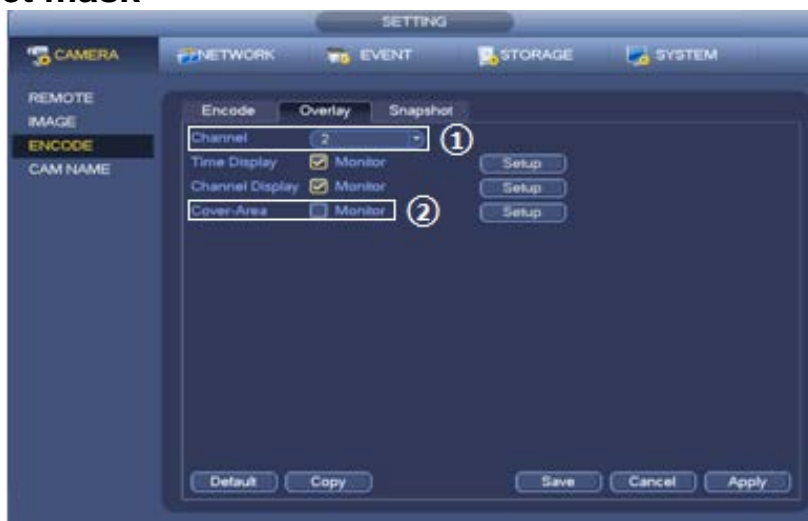 SETTING
CAMERA NETWORK EVENT STORAGE SYSTEM
REMOTE
IMAGE
ENCODE
CAM NAME
Encode Overlay Snapshot
Channel 2 ①
Time Display Monitor Setup
Channel Display Monitor Setup
Cover-Area Monitor ② Setup
Default Copy Save Cancel Apply